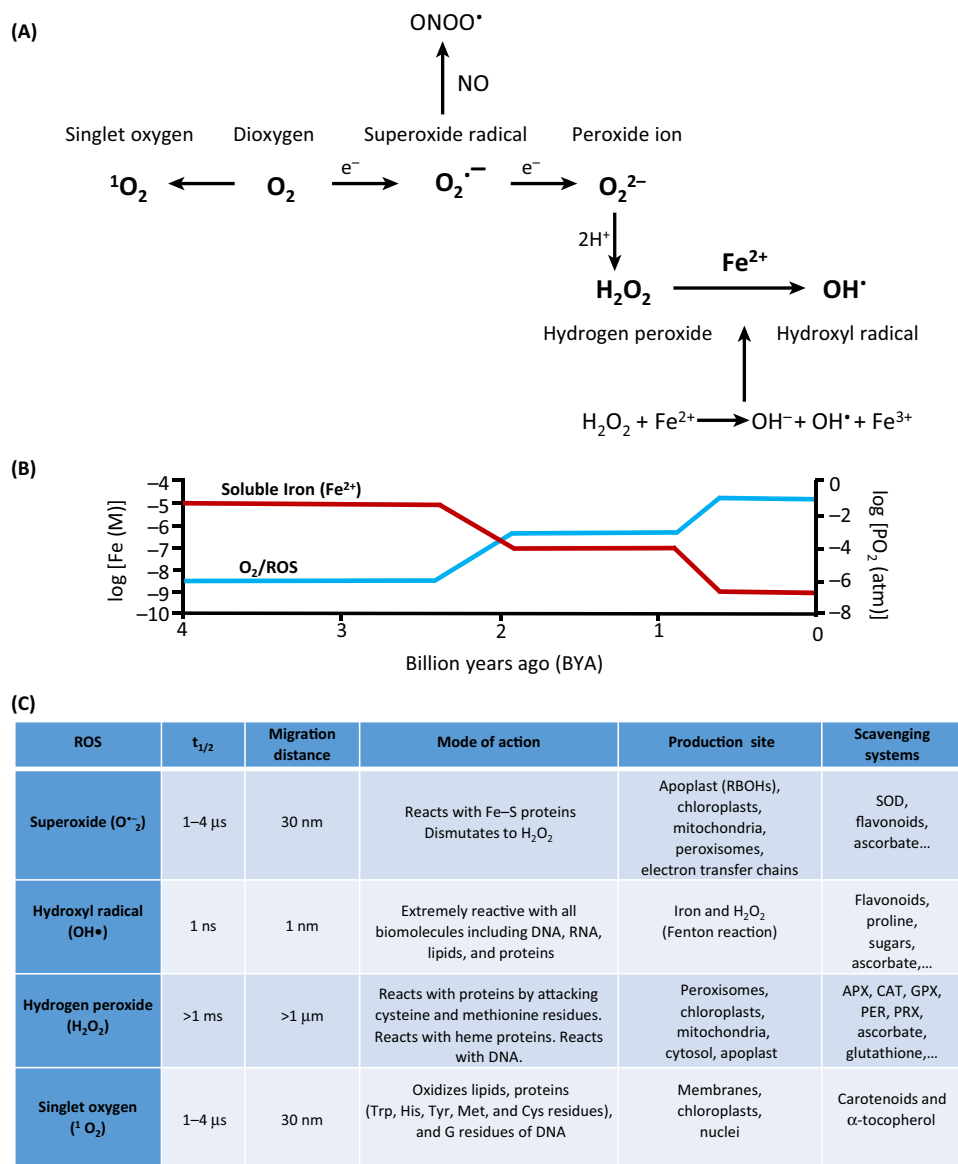 (A)
ONOO•
NO
Singlet oxygen Dioxygen Superoxide radical Peroxide ion
¹O₂ O₂ e⁻ O₂•⁻ e⁻ O₂²⁻
2H⁺
Fe²⁺
H₂O₂ OH•
Hydrogen peroxide Hydroxyl radical
H₂O₂ + Fe²⁺ → OH⁻ + OH• + Fe³⁺
(B)
log [Fe (M)]
–4
–5
–6
–7
–8
–9
–10
Soluble Iron (Fe²⁺)
O₂/ROS
0
–2
–4
–6
–8
log [PO₂ (atm)]
4 3 2 1 0
Billion years ago (BYA)
(C)
ROS
t₁/₂
Migration
distance
Mode of action
Production site
Scavenging
systems
Superoxide (O•⁻₂)
1–4 µs
30 nm
Reacts with Fe–S proteins
Dismutates to H₂O₂
Apoplast (RBOHs),
chloroplasts,
mitochondria,
peroxisomes,
electron transfer chains
SOD,
flavonoids,
ascorbate...
Hydroxyl radical
(OH•)
1 ns
1 nm
Extremely reactive with all
biomolecules including DNA, RNA,
lipids, and proteins
Iron and H₂O₂
(Fenton reaction)
Flavonoids,
proline,
sugars,
ascorbate,...
Hydrogen peroxide
(H₂O₂)
>1 ms
>1 µm
Reacts with proteins by attacking
cysteine and methionine residues.
Reacts with heme proteins. Reacts
with DNA.
Peroxisomes,
chloroplasts,
mitochondria,
cytosol, apoplast
APX, CAT, GPX,
PER, PRX,
ascorbate,
glutathione,...
Singlet oxygen
(¹ O₂)
1–4 µs
30 nm
Oxidizes lipids, proteins
(Trp, His, Tyr, Met, and Cys residues),
and G residues of DNA
Membranes,
chloroplasts,
nuclei
Carotenoids and
α-tocopherol